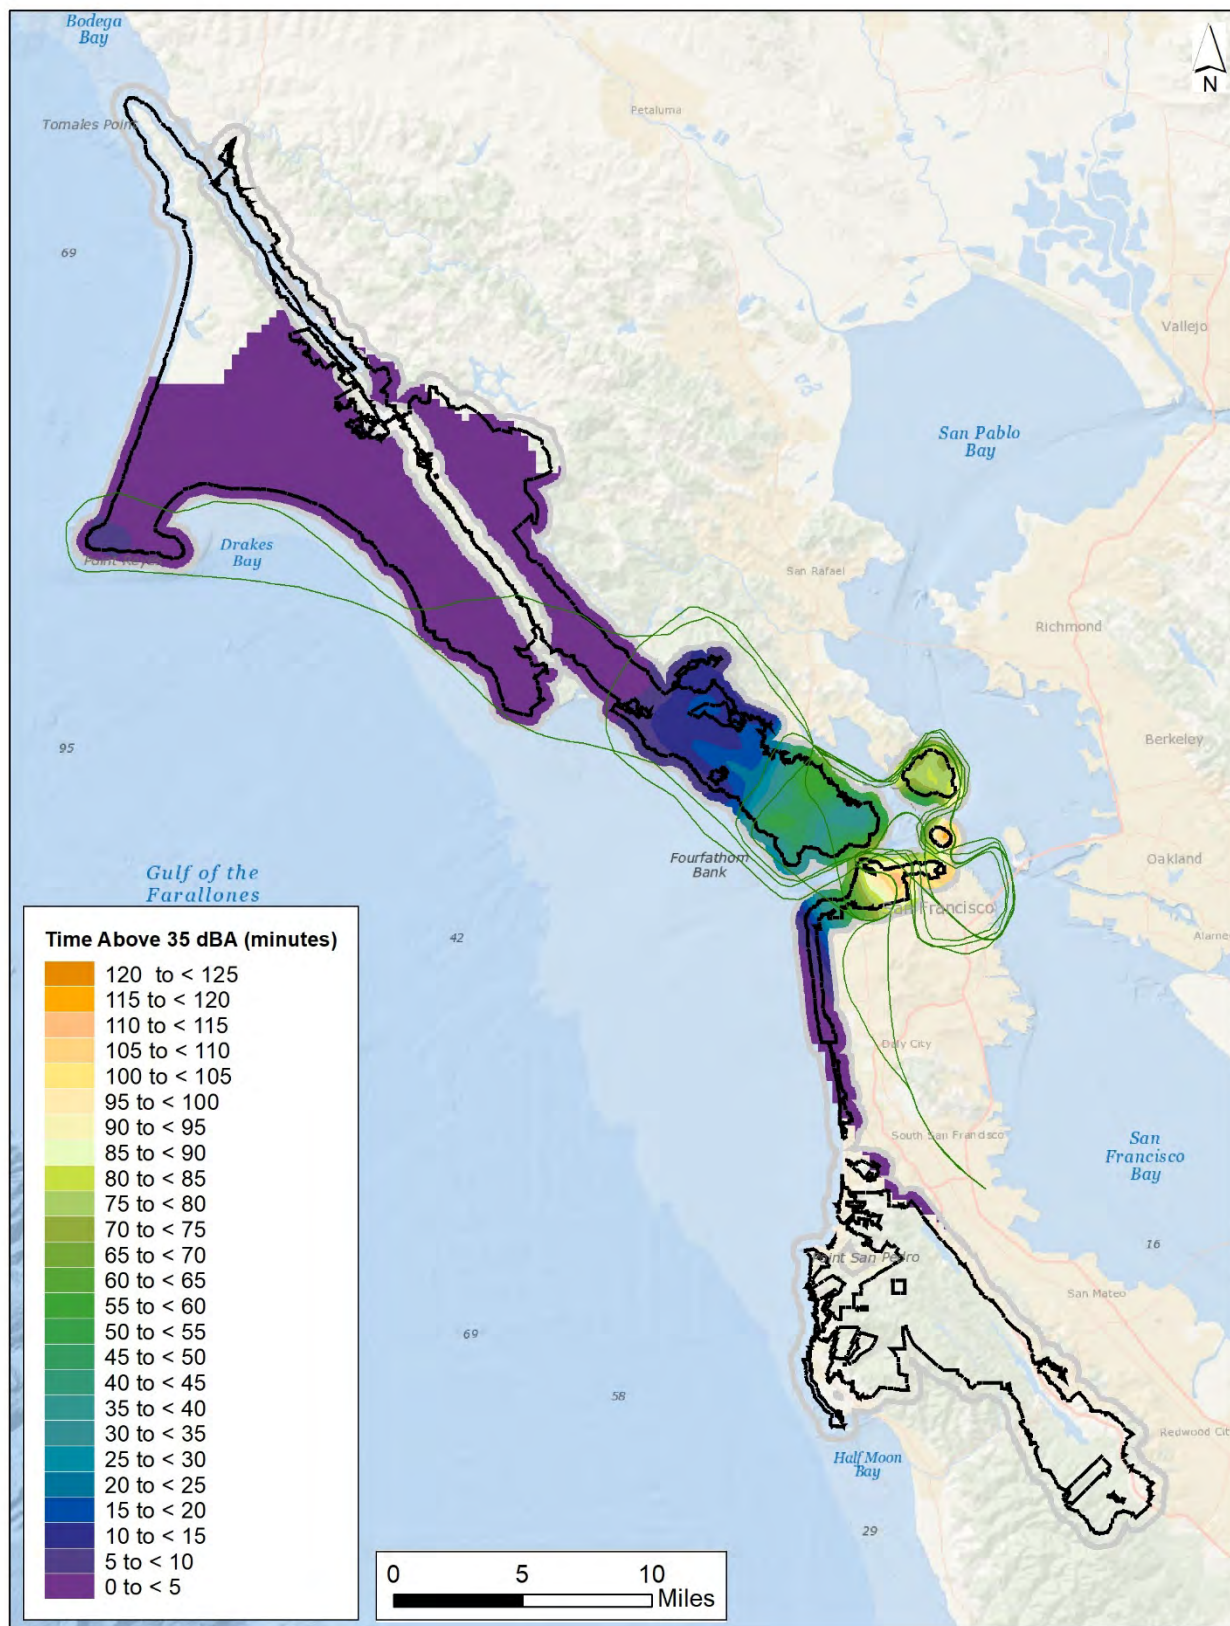 Bodega
Bay
N
Tomales Point
Petaluma
69
Vallejo
San Pablo
Bay
Drakes
Bay
Point Reyes
San Rafael
Richmond
95
Berkeley
Fourfathom
Bank
Oakland
Gulf of the
Farallones
San Francisco
42
Daly City
South San Francisco
San
Francisco
Bay
Point San Pedro
16
San Mateo
69
58
Half Moon
Bay
29
Time Above 35 dBA (minutes)
120 to < 125
115 to < 120
110 to < 115
105 to < 110
100 to < 105
95 to < 100
90 to < 95
85 to < 90
80 to < 85
75 to < 80
70 to < 75
65 to < 70
60 to < 65
55 to < 60
50 to < 55
45 to < 50
40 to < 45
35 to < 40
30 to < 35
25 to < 30
20 to < 25
15 to < 20
10 to < 15
5 to < 10
0 to < 5
0 5 10
Miles